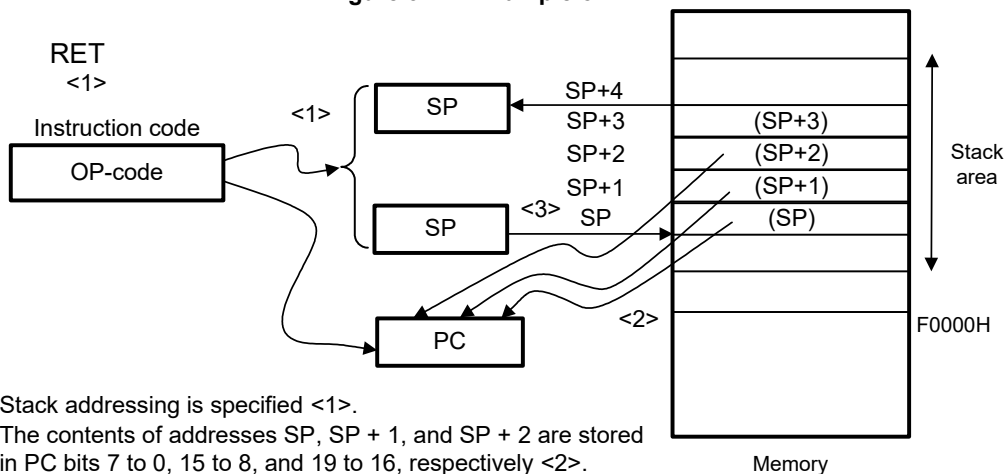 RET
<1>
Instruction code
OP-code
<1>
SP
SP
PC
SP+4
SP+3
SP+2
SP+1
SP
<3>
<2>
(SP+3)
(SP+2)
(SP+1)
(SP)
Stack
area
F0000H
Memory
Stack addressing is specified <1>.
The contents of addresses SP, SP + 1, and SP + 2 are stored
in PC bits 7 to 0, 15 to 8, and 19 to 16, respectively <2>.